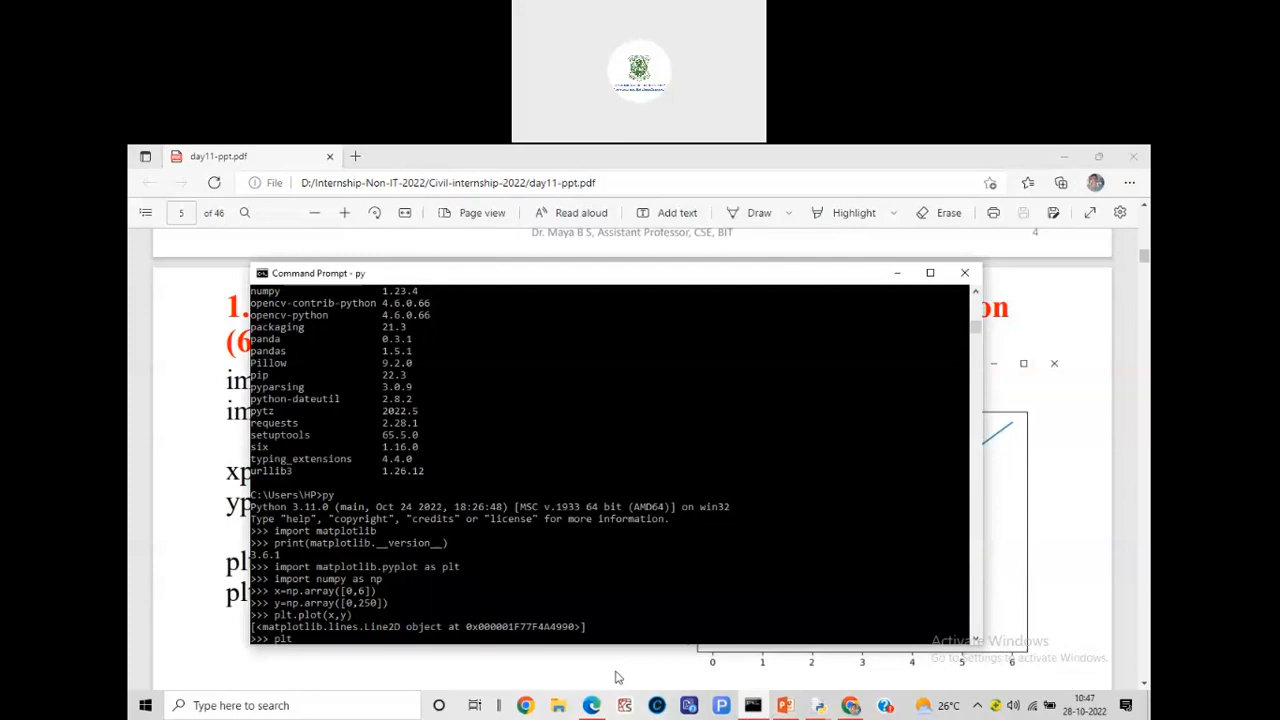 day11-ppt.pdf
File D:/Internship-Non-IT-2022/Civil-internship-2022/day11-ppt.pdf
5 of 46 Page view Read aloud Add text Draw Highlight Erase
Dr. Maya B S, Assistant Professor, CSE, BIT 4
Command Prompt - py
numpy 1.23.4
opencv-contrib-python 4.6.0.66
opencv-python 4.6.0.66
packaging 21.3
panda 0.3.1
pandas 1.5.1
Pillow 9.2.0
pip 22.3
pyparsing 3.0.9
python-dateutil 2.8.2
pytz 2022.5
requests 2.28.1
setuptools 65.5.0
six 1.16.0
typing_extensions 4.4.0
urllib3 1.26.12
C:\Users\HP>py
Python 3.11.0 (main, Oct 24 2022, 18:26:48) [MSC v.1933 64 bit (AMD64)] on win32
Type "help", "copyright", "credits" or "license" for more information.
>>> import matplotlib
>>> print(matplotlib.__version__)
3.6.1
>>> import matplotlib.pyplot as plt
>>> import numpy as np
>>> x=np.array([0,6])
>>> y=np.array([0,250])
>>> plt.plot(x,y)
[<matplotlib.lines.Line2D object at 0x000001F77F4A4990>]
>>> plt
1.
on
(6
im
im
xp
yp
pl
pl
0 1 2 3 4 5 6
Activate Windows
Go to Settings to activate Windows.
Type here to search
26°C
10:47
28-10-2022